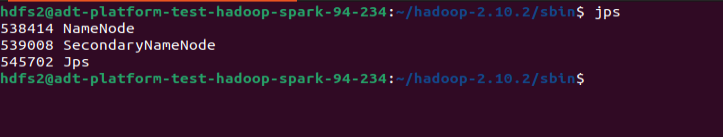 hdfs2@adt-platform-test-hadoop-spark-94-234:~/hadoop-2.10.2/sbin$ jps
538414 NameNode
539008 SecondaryNameNode
545702 Jps
hdfs2@adt-platform-test-hadoop-spark-94-234:~/hadoop-2.10.2/sbin$